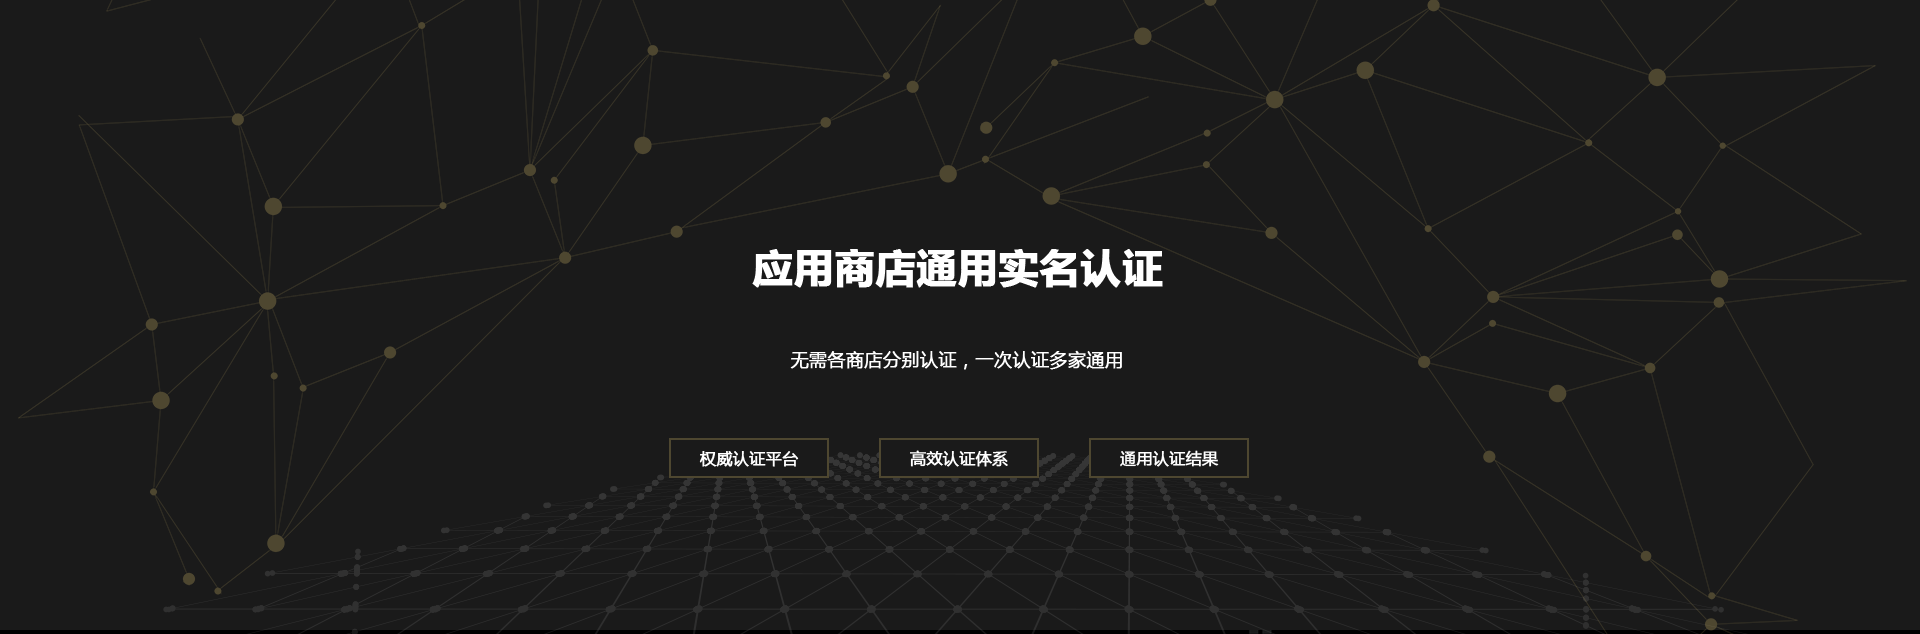 应用商店通用实名认证
无需各商店分别认证，一次认证多家通用
权威认证平台
高效认证体系
通用认证结果